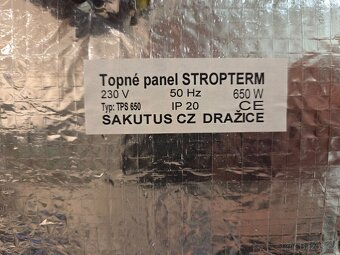 Topné panel STROPTERM
230 V 50 Hz 650 W
Typ: TPS 650 IP 20 CE
SAKUTUS CZ DRAŽICE